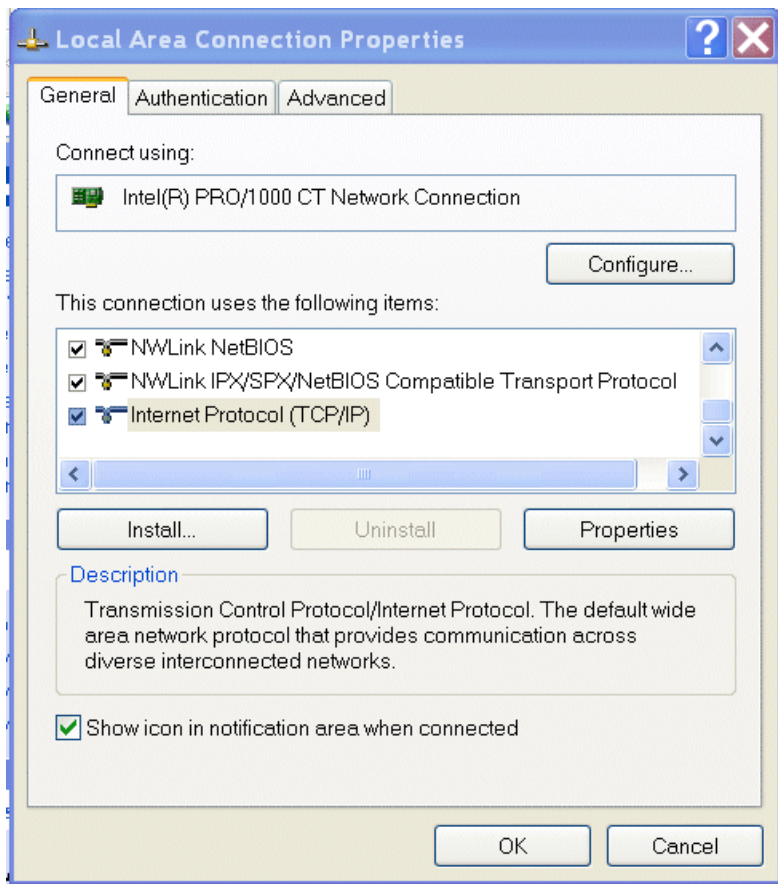 Local Area Connection Properties
General Authentication Advanced
Connect using:
Intel(R) PRO/1000 CT Network Connection
Configure...
This connection uses the following items:
NWLink NetBIOS
NWLink IPX/SPX/NetBIOS Compatible Transport Protocol
Internet Protocol (TCP/IP)
Install... Uninstall Properties
Description
Transmission Control Protocol/Internet Protocol. The default wide
area network protocol that provides communication across
diverse interconnected networks.
Show icon in notification area when connected
OK Cancel